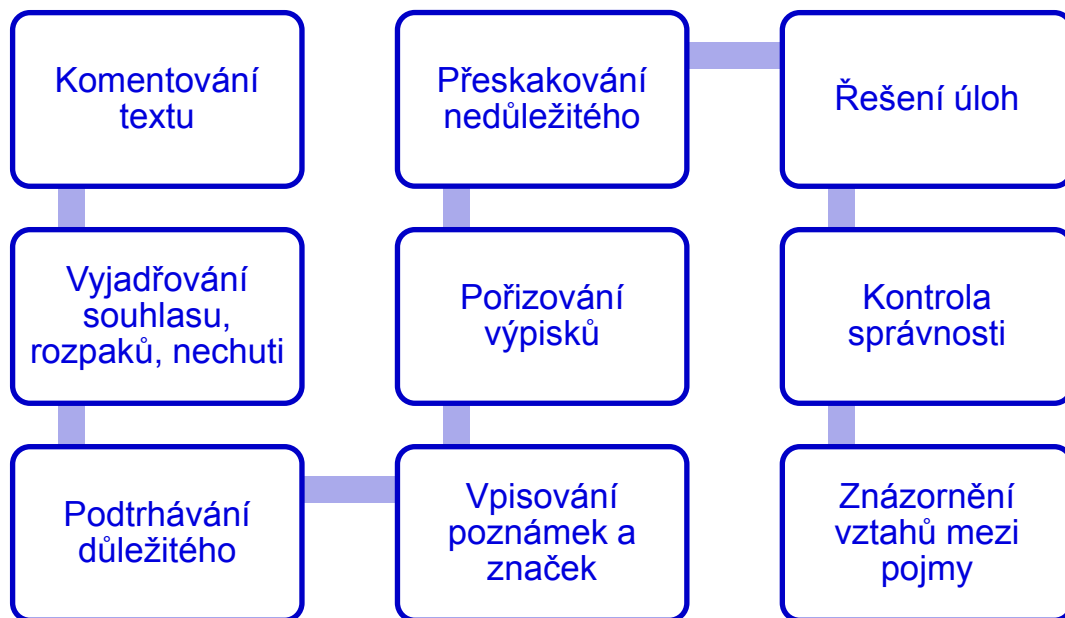 Komentování
textu
Vyjadřování
souhlasu,
rozpaků, nechuti
Podtrhávání
důležitého
Vpisování
poznámek a
značek
Pořizování
výpisků
Přeskakování
nedůležitého
Řešení úloh
Kontrola
správnosti
Znázornění
vztahů mezi
pojmy